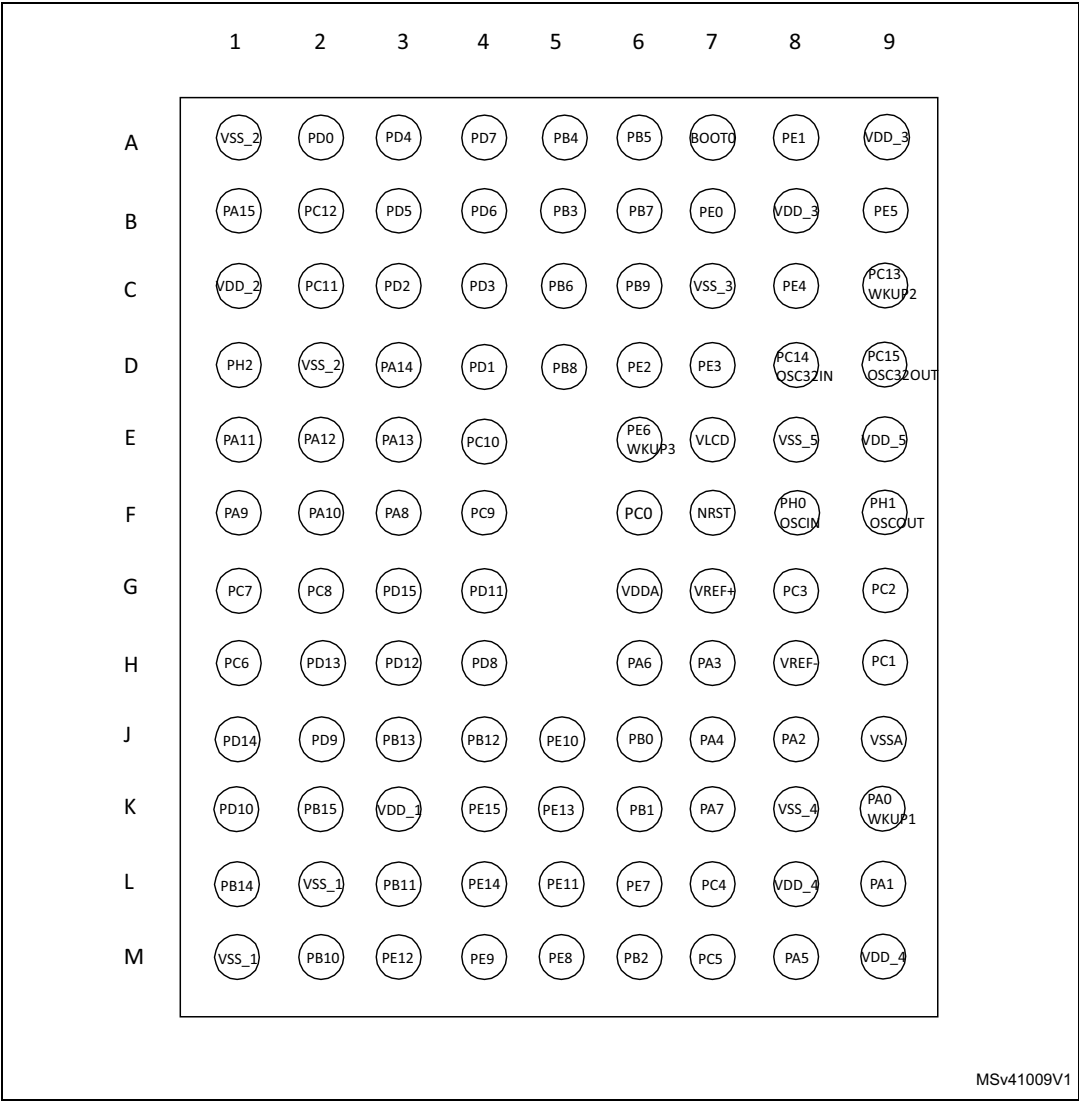 1 2 3 4 5 6 7 8 9
A VSS_2 PD0 PD4 PD7 PB4 PB5 BOOT0 PE1 VDD_3
B PA15 PC12 PD5 PD6 PB3 PB7 PE0 VDD_3 PE5
C VDD_2 PC11 PD2 PD3 PB6 PB9 VSS_3 PE4 PC13 WKUP2
D PH2 VSS_2 PA14 PD1 PB8 PE2 PE3 PC14 OSC32IN PC15 OSC32OUT
E PA11 PA12 PA13 PC10 PE6 WKUP3 VLCD VSS_5 VDD_5
F PA9 PA10 PA8 PC9 PC0 NRST PH0 OSCIN PH1 OSCOUT
G PC7 PC8 PD15 PD11 VDDA VREF+ PC3 PC2
H PC6 PD13 PD12 PD8 PA6 PA3 VREF- PC1
J PD14 PD9 PB13 PB12 PE10 PB0 PA4 PA2 VSSA
K PD10 PB15 VDD_1 PE15 PE13 PB1 PA7 VSS_4 PA0 WKUP1
L PB14 VSS_1 PB11 PE14 PE11 PE7 PC4 VDD_4 PA1
M VSS_1 PB10 PE12 PE9 PE8 PB2 PC5 PA5 VDD_4
MSv41009V1